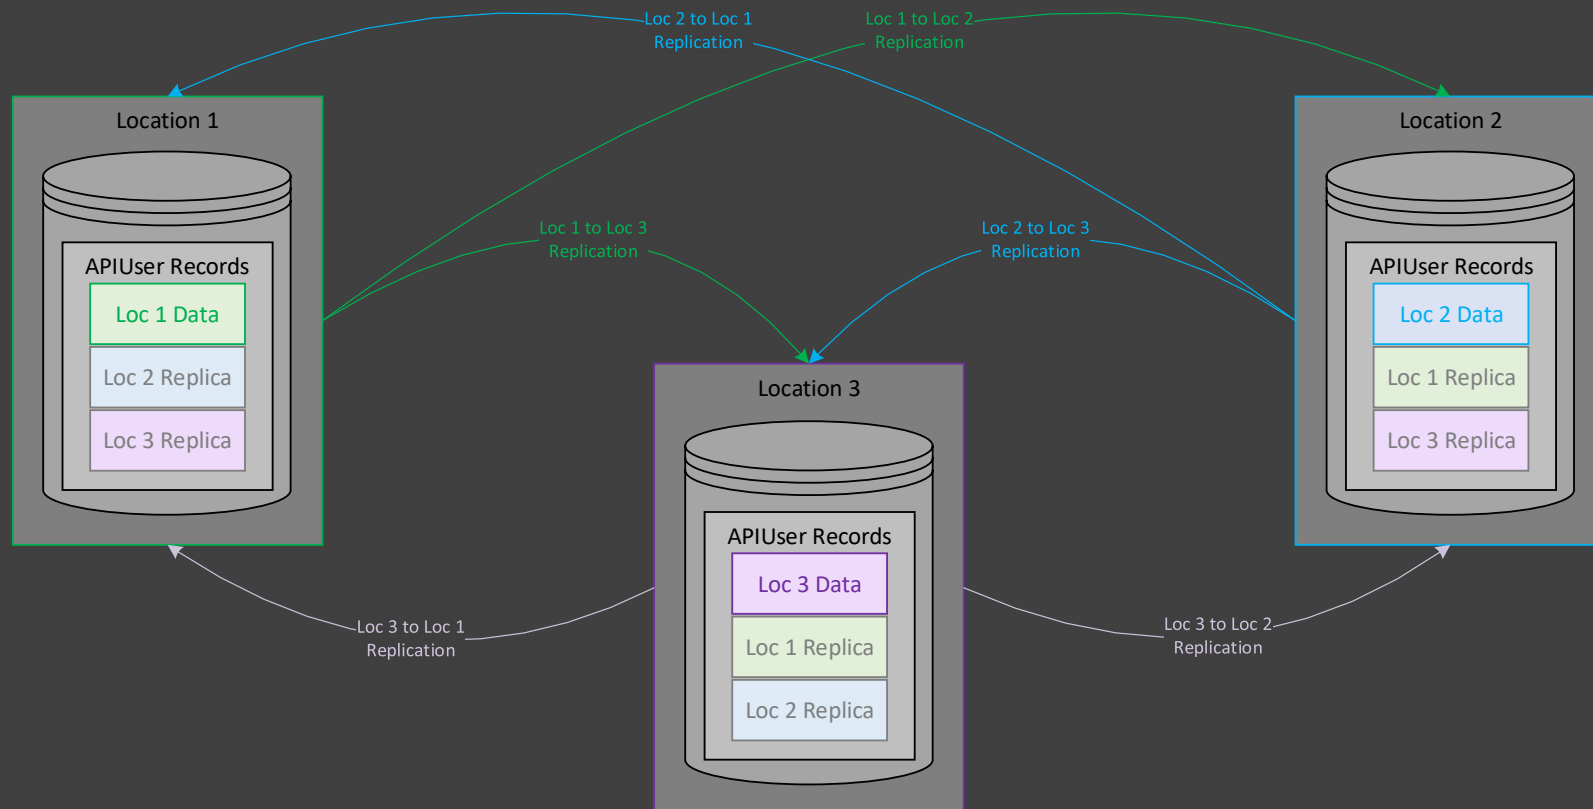 Loc 2 to Loc 1
Replication
Loc 1 to Loc 2
Replication
Location 1
APIUser Records
Loc 1 Data
Loc 2 Replica
Loc 3 Replica
Loc 1 to Loc 3
Replication
Loc 2 to Loc 3
Replication
Location 2
APIUser Records
Loc 2 Data
Loc 1 Replica
Loc 3 Replica
Location 3
APIUser Records
Loc 3 Data
Loc 1 Replica
Loc 2 Replica
Loc 3 to Loc 1
Replication
Loc 3 to Loc 2
Replication